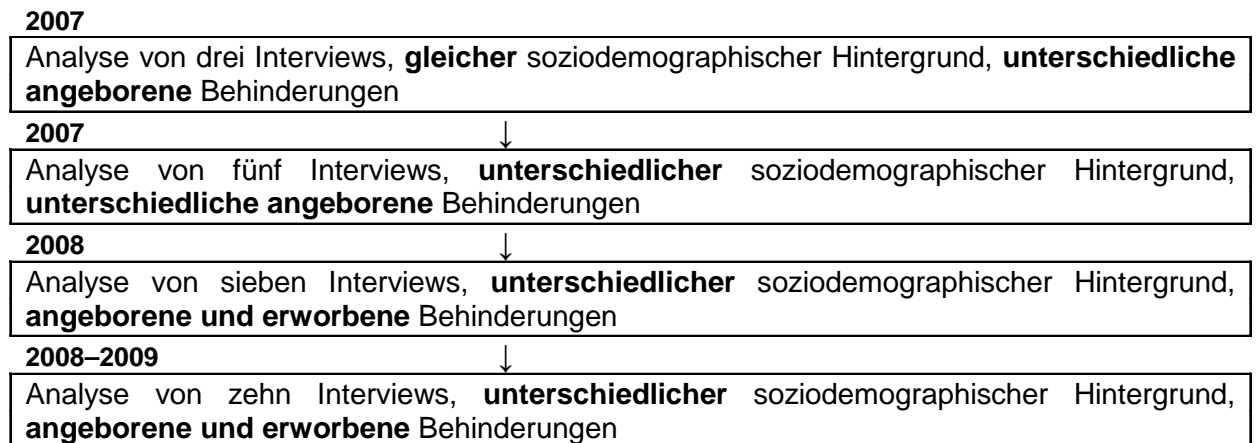 2007
Analyse von drei Interviews, gleicher soziodemographischer Hintergrund, unterschiedliche
angeborene Behinderungen
2007 ↓
Analyse von fünf Interviews, unterschiedlicher soziodemographischer Hintergrund,
unterschiedliche angeborene Behinderungen
2008 ↓
Analyse von sieben Interviews, unterschiedlicher soziodemographischer Hintergrund,
angeborene und erworbene Behinderungen
2008–2009 ↓
Analyse von zehn Interviews, unterschiedlicher soziodemographischer Hintergrund,
angeborene und erworbene Behinderungen